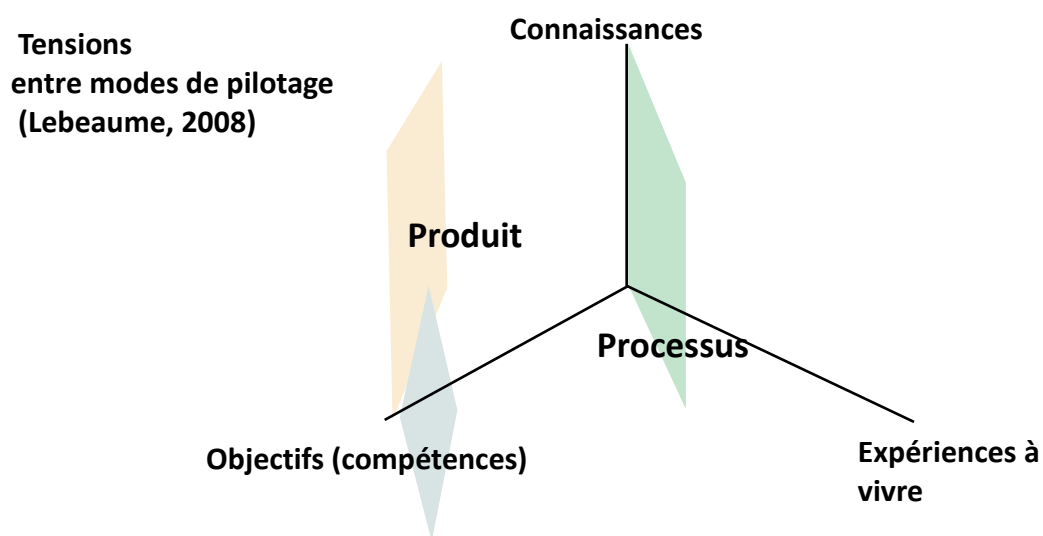 Tensions
entre modes de pilotage
(Lebeaume, 2008)
Connaissances
Produit
Processus
Objectifs (compétences)
Expériences à
vivre